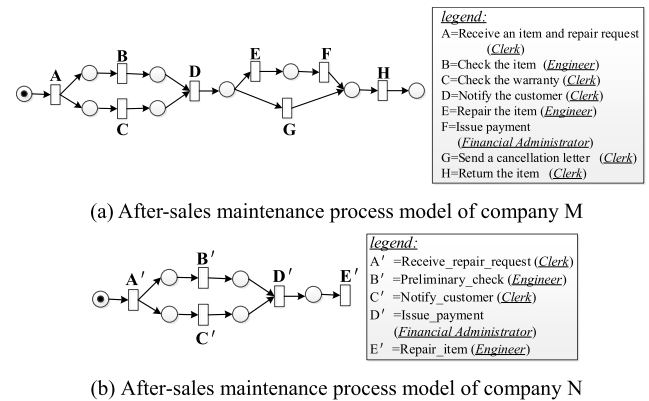 legend:
A=Receive an item and repair request
(Clerk)
B=Check the item (Engineer)
C=Check the warranty (Clerk)
D=Notify the customer (Clerk)
E=Repair the item (Engineer)
F=Issue payment
(Financial Administrator)
G=Send a cancellation letter (Clerk)
H=Return the item (Clerk)
A
B
C
D
E
F
G
H
(a) After-sales maintenance process model of company M
A′
B′
C′
D′
E′
legend:
A′ =Receive_repair_request (Clerk)
B′ =Preliminary_check (Engineer)
C′ =Notify_customer (Clerk)
D′ =Issue_payment
(Financial Administrator)
E′ =Repair_item (Engineer)
(b) After-sales maintenance process model of company N